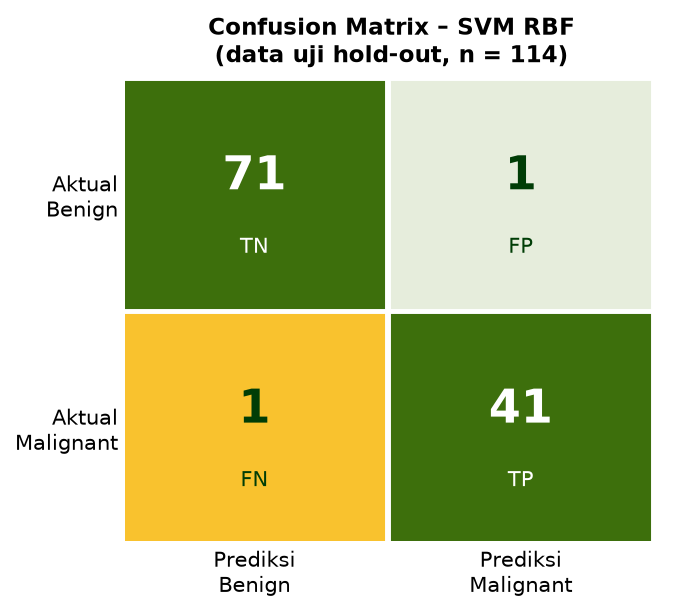 Confusion Matrix – SVM RBF
(data uji hold-out, n = 114)
Aktual
Benign
71
TN
1
FP
Aktual
Malignant
1
FN
41
TP
Prediksi
Benign
Prediksi
Malignant